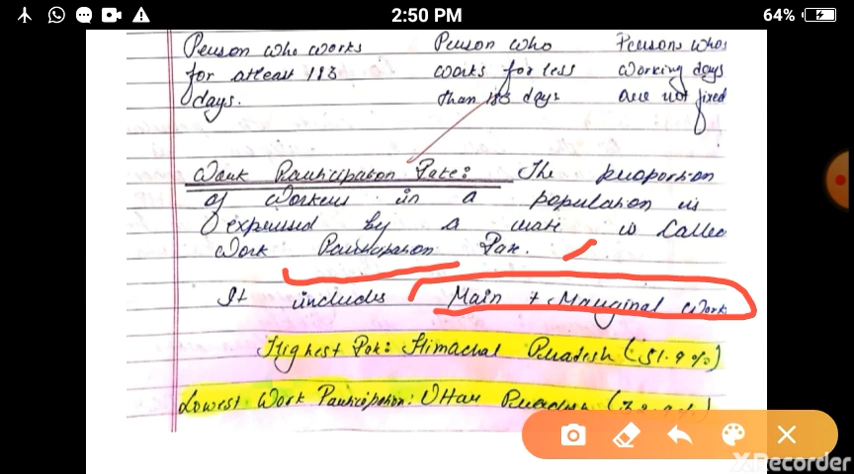 2:50 PM
64%
Person who works
for atleast 183
days.
Person who
works for less
than 183 days
Persons whos
working days
are not fixed
Work Participation Rate: The proportion
of workers in a population is
expressed by a rate is called
Work Participation Rate.
It includes Main + Marginal Work
Highest Rate: Himachal Pradesh (51.9%)
Lowest Work Participation: Uttar Pradesh
XRecorder